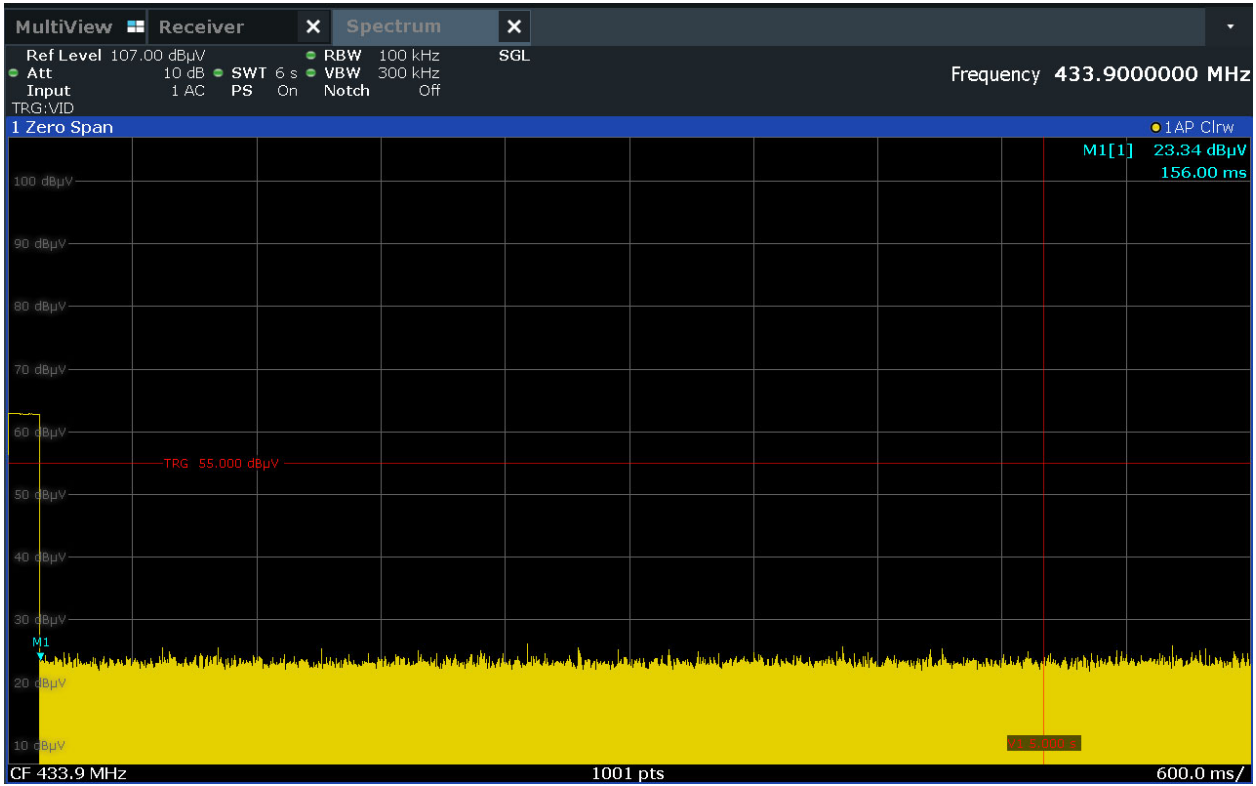 MultiView Receiver X Spectrum X
Ref Level 107.00 dBµV RBW 100 kHz SGL
Att 10 dB SWT 6 s VBW 300 kHz
Frequency 433.9000000 MHz
Input 1 AC PS On Notch Off
TRG:VID
1 Zero Span 1AP Clrw
M1[1] 23.34 dBµV
156.00 ms
100 dBµV
90 dBµV
80 dBµV
70 dBµV
60 dBµV
TRG 55.000 dBµV
50 dBµV
40 dBµV
30 dBµV
M1
20 dBµV
V1:5.000 s
10 dBµV
CF 433.9 MHz 1001 pts 600.0 ms/